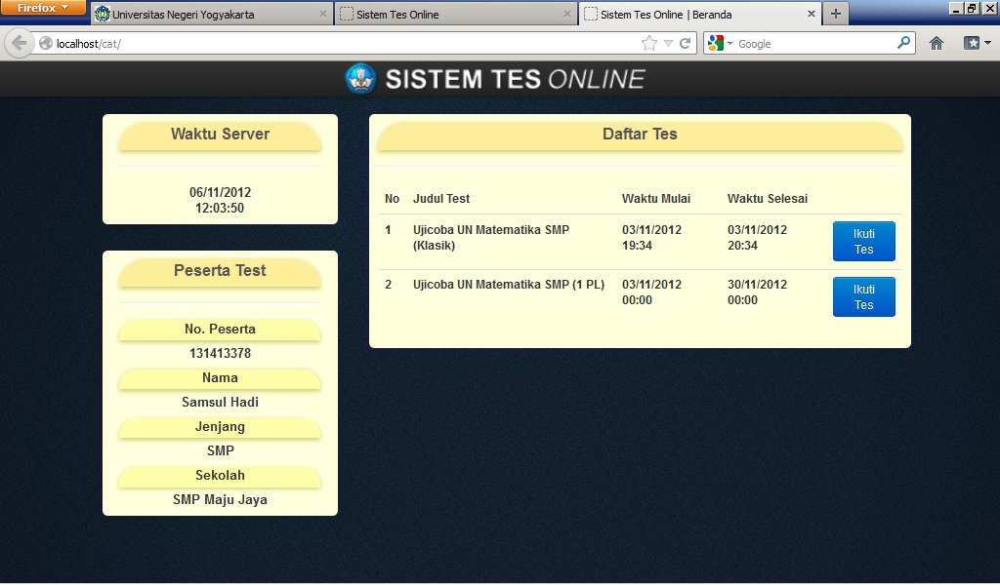 Firefox
Universitas Negeri Yogyakarta
Sistem Tes Online
Sistem Tes Online | Beranda
localhost/cat/
Google
SISTEM TES ONLINE
Waktu Server
06/11/2012
12:03:50
Peserta Test
No. Peserta
131413378
Nama
Samsul Hadi
Jenjang
SMP
Sekolah
SMP Maju Jaya
Daftar Tes
No Judul Test Waktu Mulai Waktu Selesai
1 Ujicoba UN Matematika SMP 03/11/2012 03/11/2012 Ikuti
(Klasik) 19:34 20:34 Tes
2 Ujicoba UN Matematika SMP (1 PL) 03/11/2012 30/11/2012 Ikuti
00:00 00:00 Tes